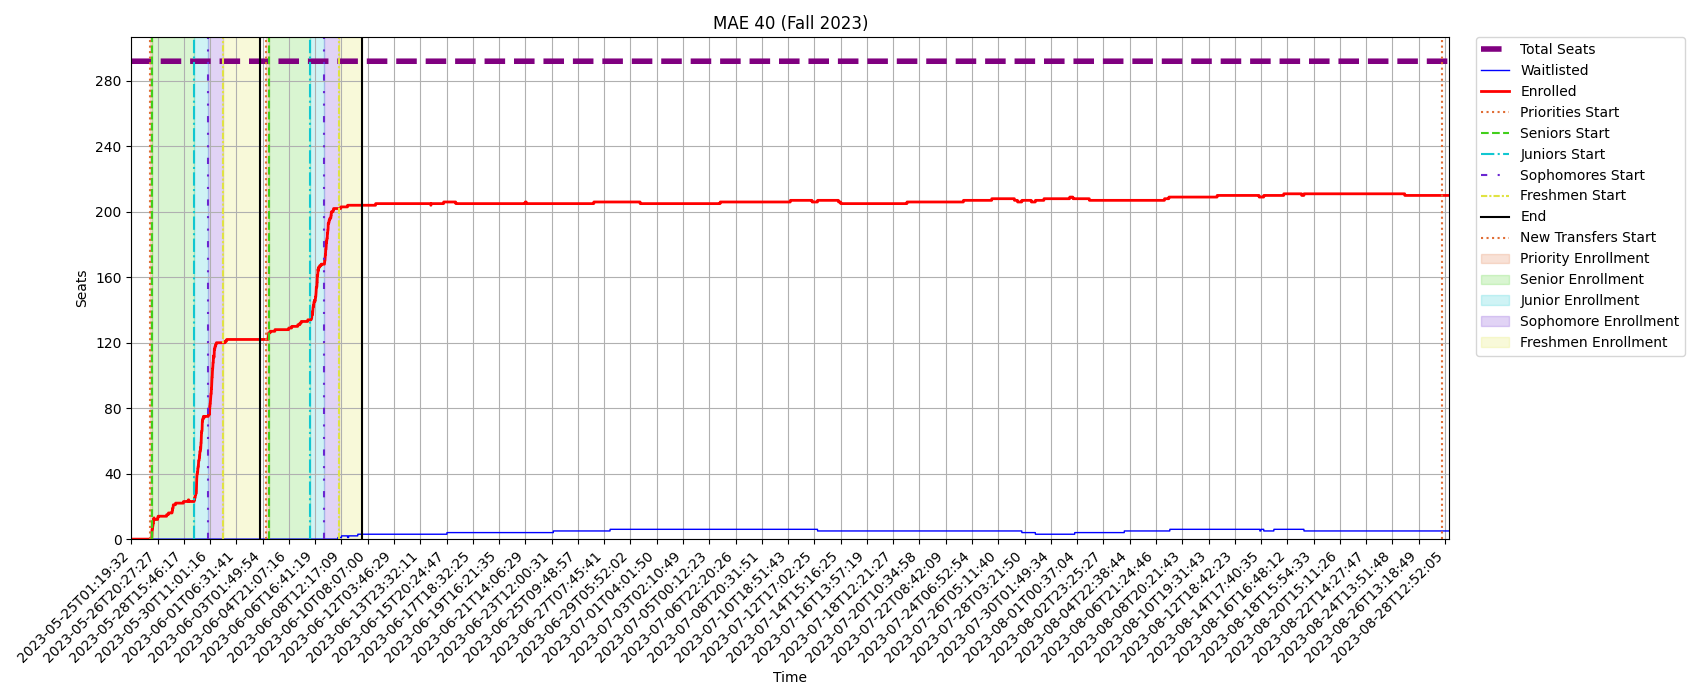 MAE 40 (Fall 2023)
Seats
280
240
200
160
120
80
40
0
2023-05-25T01:19:32
2023-05-26T20:27:27
2023-05-28T15:46:17
2023-05-30T11:01:16
2023-06-01T06:31:41
2023-06-03T01:49:54
2023-06-04T21:07:16
2023-06-06T16:41:19
2023-06-08T12:17:09
2023-06-10T08:07:00
2023-06-12T03:46:29
2023-06-13T23:32:11
2023-06-15T20:24:47
2023-06-17T18:32:25
2023-06-19T16:21:35
2023-06-21T14:06:29
2023-06-23T12:00:31
2023-06-25T09:48:57
2023-06-27T07:45:41
2023-06-29T05:52:02
2023-07-01T04:01:50
2023-07-03T02:10:49
2023-07-05T00:12:23
2023-07-06T22:20:26
2023-07-08T20:31:51
2023-07-10T18:51:43
2023-07-12T17:02:25
2023-07-14T15:16:25
2023-07-16T13:57:19
2023-07-18T12:21:27
2023-07-20T10:34:58
2023-07-22T08:42:09
2023-07-24T06:52:54
2023-07-26T05:11:40
2023-07-28T03:21:50
2023-07-30T01:49:34
2023-08-01T00:37:04
2023-08-02T23:25:27
2023-08-04T22:38:44
2023-08-06T21:24:46
2023-08-08T20:21:43
2023-08-10T19:31:43
2023-08-12T18:42:23
2023-08-14T17:40:35
2023-08-16T16:48:12
2023-08-18T15:54:33
2023-08-20T15:11:26
2023-08-22T14:27:47
2023-08-24T13:51:48
2023-08-26T13:18:49
2023-08-28T12:52:05
Time
Total Seats
Waitlisted
Enrolled
Priorities Start
Seniors Start
Juniors Start
Sophomores Start
Freshmen Start
End
New Transfers Start
Priority Enrollment
Senior Enrollment
Junior Enrollment
Sophomore Enrollment
Freshmen Enrollment